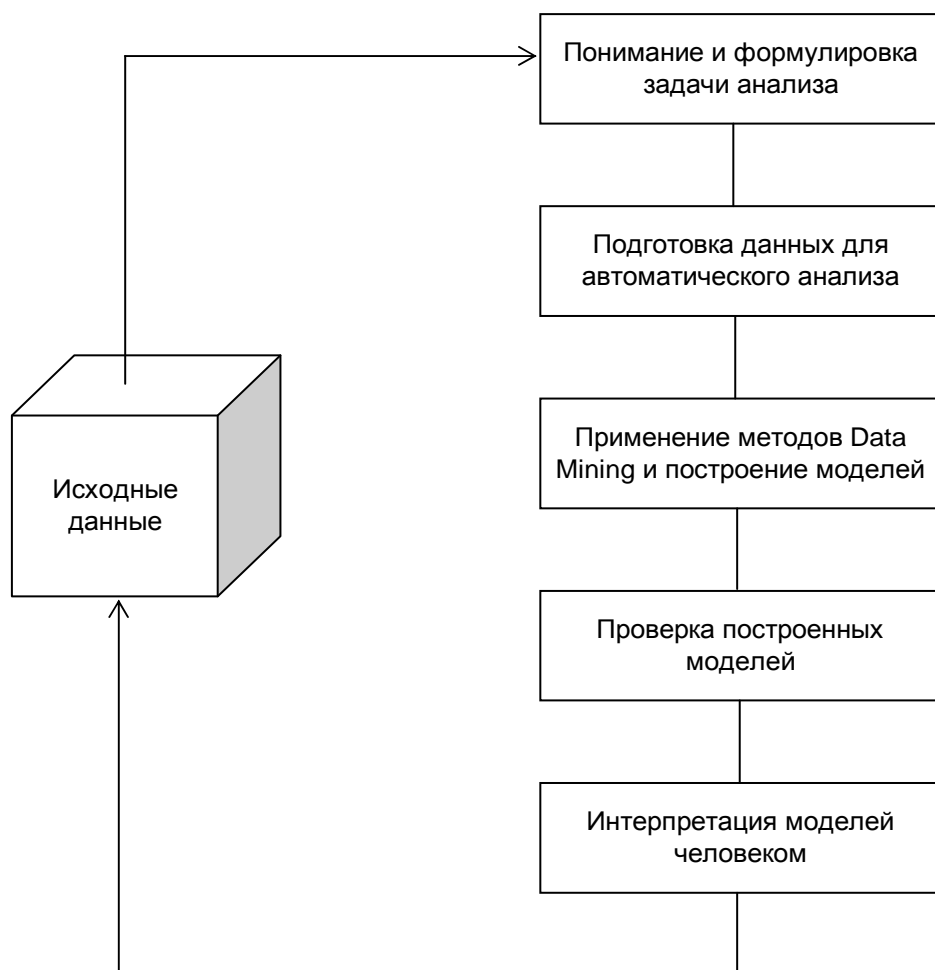 Понимание и формулировка
задачи анализа
Подготовка данных для
автоматического анализа
Применение методов Data
Mining и построение моделей
Исходные
данные
Проверка построенных
моделей
Интерпретация моделей
человеком